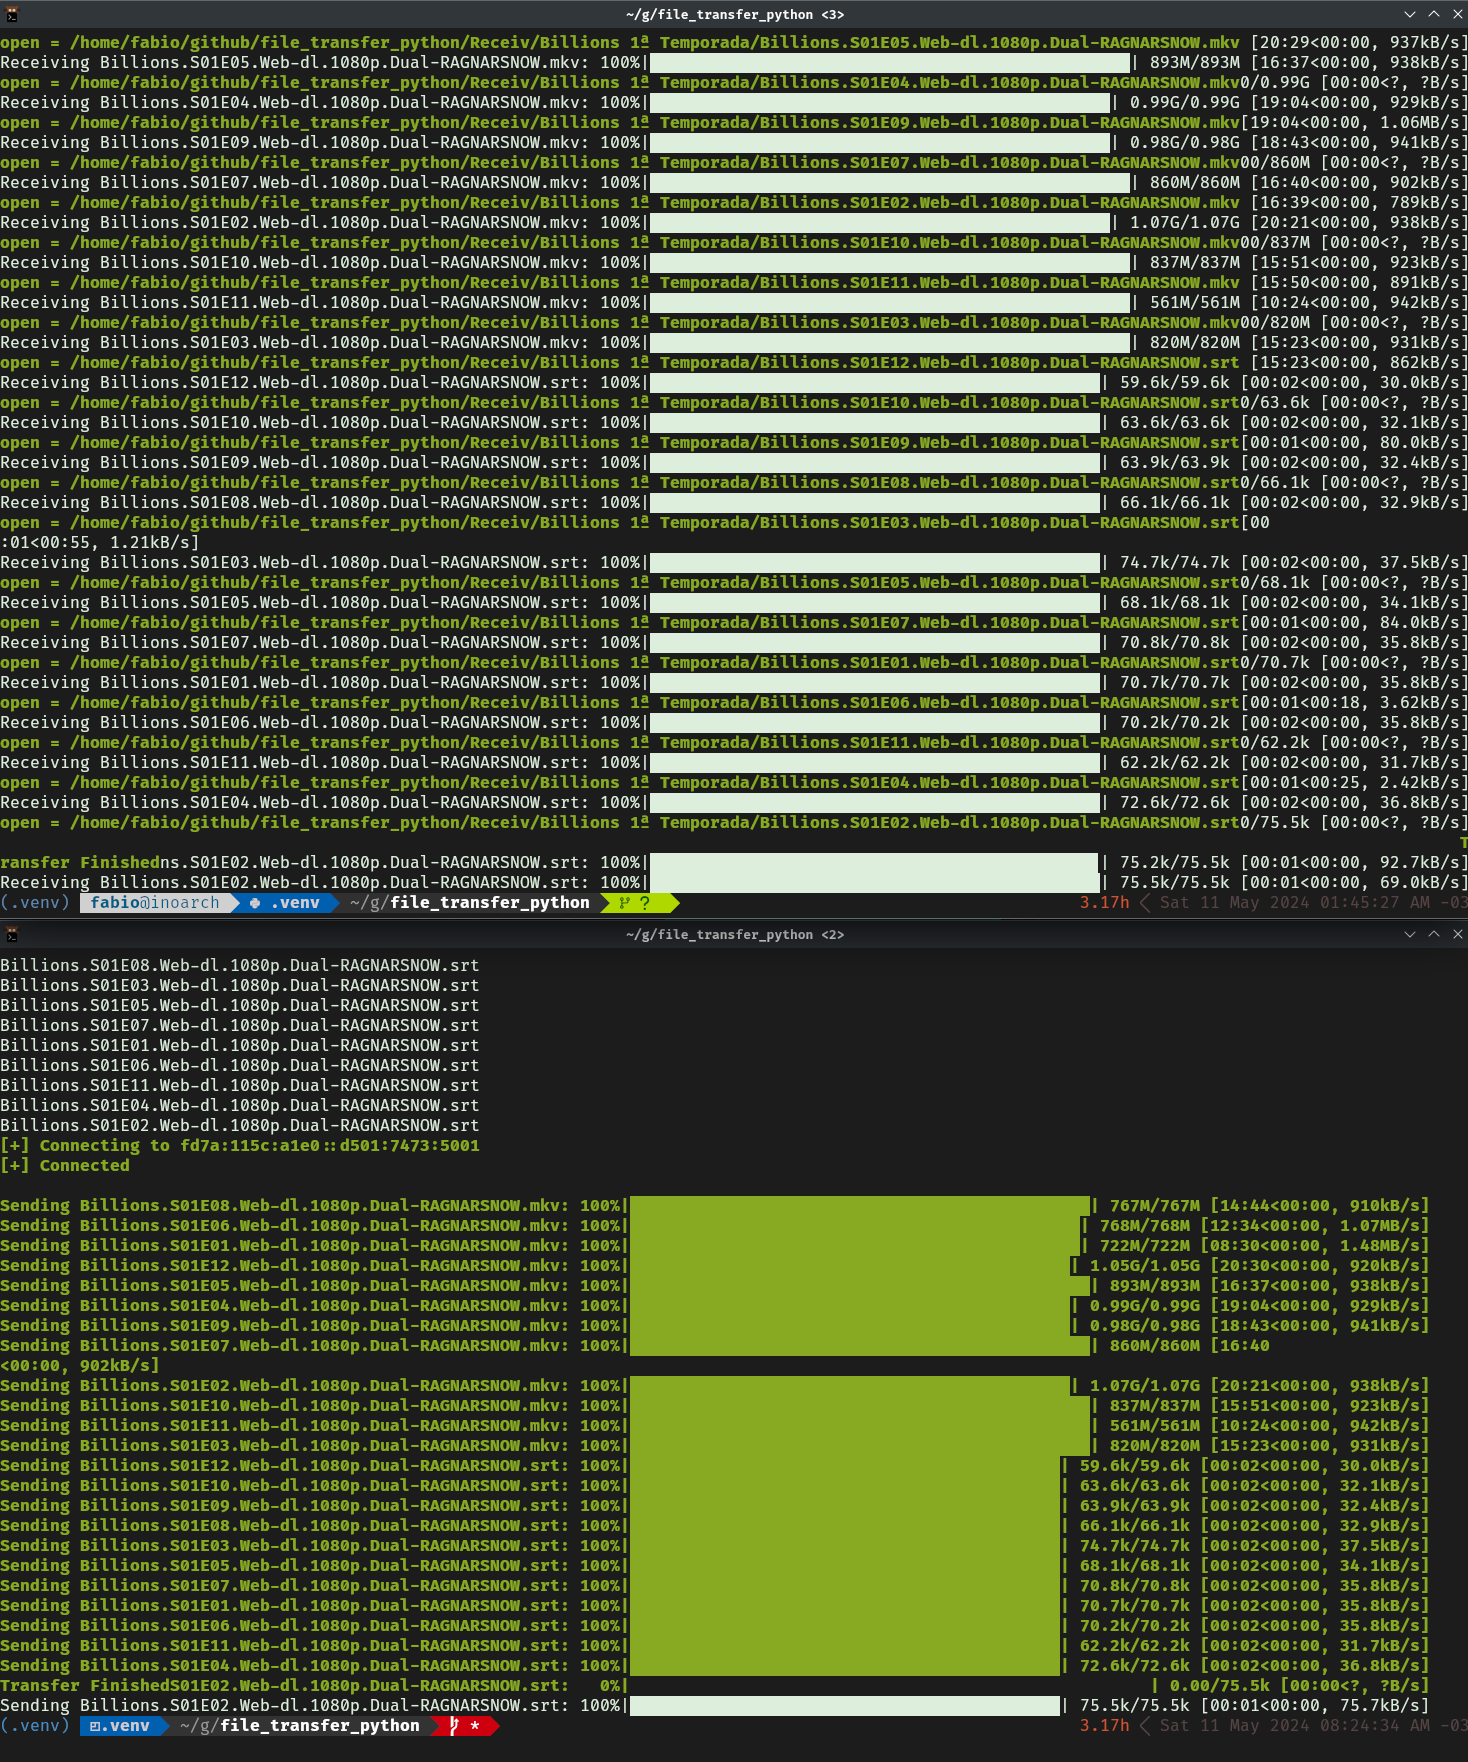 ~/g/file_transfer_python <3>
open = /home/fabio/github/file_transfer_python/Receiv/Billions 1ª Temporada/Billions.S01E05.Web-dl.1080p.Dual-RAGNARSNOW.mkv [20:29<00:00, 937kB/s]
Receiving Billions.S01E05.Web-dl.1080p.Dual-RAGNARSNOW.mkv: 100%| | 893M/893M [16:37<00:00, 938kB/s]
open = /home/fabio/github/file_transfer_python/Receiv/Billions 1ª Temporada/Billions.S01E04.Web-dl.1080p.Dual-RAGNARSNOW.mkv0/0.99G [00:00<?, ?B/s]
Receiving Billions.S01E04.Web-dl.1080p.Dual-RAGNARSNOW.mkv: 100%| | 0.99G/0.99G [19:04<00:00, 929kB/s]
open = /home/fabio/github/file_transfer_python/Receiv/Billions 1ª Temporada/Billions.S01E09.Web-dl.1080p.Dual-RAGNARSNOW.mkv[19:04<00:00, 1.06MB/s]
Receiving Billions.S01E09.Web-dl.1080p.Dual-RAGNARSNOW.mkv: 100%| | 0.98G/0.98G [18:43<00:00, 941kB/s]
open = /home/fabio/github/file_transfer_python/Receiv/Billions 1ª Temporada/Billions.S01E07.Web-dl.1080p.Dual-RAGNARSNOW.mkv00/860M [00:00<?, ?B/s]
Receiving Billions.S01E07.Web-dl.1080p.Dual-RAGNARSNOW.mkv: 100%| | 860M/860M [16:40<00:00, 902kB/s]
open = /home/fabio/github/file_transfer_python/Receiv/Billions 1ª Temporada/Billions.S01E02.Web-dl.1080p.Dual-RAGNARSNOW.mkv [16:39<00:00, 789kB/s]
Receiving Billions.S01E02.Web-dl.1080p.Dual-RAGNARSNOW.mkv: 100%| | 1.07G/1.07G [20:21<00:00, 938kB/s]
open = /home/fabio/github/file_transfer_python/Receiv/Billions 1ª Temporada/Billions.S01E10.Web-dl.1080p.Dual-RAGNARSNOW.mkv00/837M [00:00<?, ?B/s]
Receiving Billions.S01E10.Web-dl.1080p.Dual-RAGNARSNOW.mkv: 100%| | 837M/837M [15:51<00:00, 923kB/s]
open = /home/fabio/github/file_transfer_python/Receiv/Billions 1ª Temporada/Billions.S01E11.Web-dl.1080p.Dual-RAGNARSNOW.mkv [15:50<00:00, 891kB/s]
Receiving Billions.S01E11.Web-dl.1080p.Dual-RAGNARSNOW.mkv: 100%| | 561M/561M [10:24<00:00, 942kB/s]
open = /home/fabio/github/file_transfer_python/Receiv/Billions 1ª Temporada/Billions.S01E03.Web-dl.1080p.Dual-RAGNARSNOW.mkv00/820M [00:00<?, ?B/s]
Receiving Billions.S01E03.Web-dl.1080p.Dual-RAGNARSNOW.mkv: 100%| | 820M/820M [15:23<00:00, 931kB/s]
open = /home/fabio/github/file_transfer_python/Receiv/Billions 1ª Temporada/Billions.S01E12.Web-dl.1080p.Dual-RAGNARSNOW.srt [15:23<00:00, 862kB/s]
Receiving Billions.S01E12.Web-dl.1080p.Dual-RAGNARSNOW.srt: 100%| | 59.6k/59.6k [00:02<00:00, 30.0kB/s]
open = /home/fabio/github/file_transfer_python/Receiv/Billions 1ª Temporada/Billions.S01E10.Web-dl.1080p.Dual-RAGNARSNOW.srt0/63.6k [00:00<?, ?B/s]
Receiving Billions.S01E10.Web-dl.1080p.Dual-RAGNARSNOW.srt: 100%| | 63.6k/63.6k [00:02<00:00, 32.1kB/s]
open = /home/fabio/github/file_transfer_python/Receiv/Billions 1ª Temporada/Billions.S01E09.Web-dl.1080p.Dual-RAGNARSNOW.srt[00:01<00:00, 80.0kB/s]
Receiving Billions.S01E09.Web-dl.1080p.Dual-RAGNARSNOW.srt: 100%| | 63.9k/63.9k [00:02<00:00, 32.4kB/s]
open = /home/fabio/github/file_transfer_python/Receiv/Billions 1ª Temporada/Billions.S01E08.Web-dl.1080p.Dual-RAGNARSNOW.srt0/66.1k [00:00<?, ?B/s]
Receiving Billions.S01E08.Web-dl.1080p.Dual-RAGNARSNOW.srt: 100%| | 66.1k/66.1k [00:02<00:00, 32.9kB/s]
open = /home/fabio/github/file_transfer_python/Receiv/Billions 1ª Temporada/Billions.S01E03.Web-dl.1080p.Dual-RAGNARSNOW.srt[00
:01<00:55, 1.21kB/s]
Receiving Billions.S01E03.Web-dl.1080p.Dual-RAGNARSNOW.srt: 100%| | 74.7k/74.7k [00:02<00:00, 37.5kB/s]
open = /home/fabio/github/file_transfer_python/Receiv/Billions 1ª Temporada/Billions.S01E05.Web-dl.1080p.Dual-RAGNARSNOW.srt0/68.1k [00:00<?, ?B/s]
Receiving Billions.S01E05.Web-dl.1080p.Dual-RAGNARSNOW.srt: 100%| | 68.1k/68.1k [00:02<00:00, 34.1kB/s]
open = /home/fabio/github/file_transfer_python/Receiv/Billions 1ª Temporada/Billions.S01E07.Web-dl.1080p.Dual-RAGNARSNOW.srt[00:01<00:00, 84.0kB/s]
Receiving Billions.S01E07.Web-dl.1080p.Dual-RAGNARSNOW.srt: 100%| | 70.8k/70.8k [00:02<00:00, 35.8kB/s]
open = /home/fabio/github/file_transfer_python/Receiv/Billions 1ª Temporada/Billions.S01E01.Web-dl.1080p.Dual-RAGNARSNOW.srt0/70.7k [00:00<?, ?B/s]
Receiving Billions.S01E01.Web-dl.1080p.Dual-RAGNARSNOW.srt: 100%| | 70.7k/70.7k [00:02<00:00, 35.8kB/s]
open = /home/fabio/github/file_transfer_python/Receiv/Billions 1ª Temporada/Billions.S01E06.Web-dl.1080p.Dual-RAGNARSNOW.srt[00:01<00:18, 3.62kB/s]
Receiving Billions.S01E06.Web-dl.1080p.Dual-RAGNARSNOW.srt: 100%| | 70.2k/70.2k [00:02<00:00, 35.8kB/s]
open = /home/fabio/github/file_transfer_python/Receiv/Billions 1ª Temporada/Billions.S01E11.Web-dl.1080p.Dual-RAGNARSNOW.srt0/62.2k [00:00<?, ?B/s]
Receiving Billions.S01E11.Web-dl.1080p.Dual-RAGNARSNOW.srt: 100%| | 62.2k/62.2k [00:02<00:00, 31.7kB/s]
open = /home/fabio/github/file_transfer_python/Receiv/Billions 1ª Temporada/Billions.S01E04.Web-dl.1080p.Dual-RAGNARSNOW.srt[00:01<00:25, 2.42kB/s]
Receiving Billions.S01E04.Web-dl.1080p.Dual-RAGNARSNOW.srt: 100%| | 72.6k/72.6k [00:02<00:00, 36.8kB/s]
open = /home/fabio/github/file_transfer_python/Receiv/Billions 1ª Temporada/Billions.S01E02.Web-dl.1080p.Dual-RAGNARSNOW.srt0/75.5k [00:00<?, ?B/s]
T
ransfer Finishedns.S01E02.Web-dl.1080p.Dual-RAGNARSNOW.srt: 100%| | 75.2k/75.5k [00:01<00:00, 92.7kB/s]
Receiving Billions.S01E02.Web-dl.1080p.Dual-RAGNARSNOW.srt: 100%| | 75.5k/75.5k [00:01<00:00, 69.0kB/s]
(.venv) fabio@inoarch .venv ~/g/file_transfer_python ? 3.17h Sat 11 May 2024 01:45:27 AM -03
~/g/file_transfer_python <2>
Billions.S01E08.Web-dl.1080p.Dual-RAGNARSNOW.srt
Billions.S01E03.Web-dl.1080p.Dual-RAGNARSNOW.srt
Billions.S01E05.Web-dl.1080p.Dual-RAGNARSNOW.srt
Billions.S01E07.Web-dl.1080p.Dual-RAGNARSNOW.srt
Billions.S01E01.Web-dl.1080p.Dual-RAGNARSNOW.srt
Billions.S01E06.Web-dl.1080p.Dual-RAGNARSNOW.srt
Billions.S01E11.Web-dl.1080p.Dual-RAGNARSNOW.srt
Billions.S01E04.Web-dl.1080p.Dual-RAGNARSNOW.srt
Billions.S01E02.Web-dl.1080p.Dual-RAGNARSNOW.srt
[+] Connecting to fd7a:115c:a1e0::d501:7473:5001
[+] Connected
Sending Billions.S01E08.Web-dl.1080p.Dual-RAGNARSNOW.mkv: 100%| | 767M/767M [14:44<00:00, 910kB/s]
Sending Billions.S01E06.Web-dl.1080p.Dual-RAGNARSNOW.mkv: 100%| | 768M/768M [12:34<00:00, 1.07MB/s]
Sending Billions.S01E01.Web-dl.1080p.Dual-RAGNARSNOW.mkv: 100%| | 722M/722M [08:30<00:00, 1.48MB/s]
Sending Billions.S01E12.Web-dl.1080p.Dual-RAGNARSNOW.mkv: 100%| | 1.05G/1.05G [20:30<00:00, 920kB/s]
Sending Billions.S01E05.Web-dl.1080p.Dual-RAGNARSNOW.mkv: 100%| | 893M/893M [16:37<00:00, 938kB/s]
Sending Billions.S01E04.Web-dl.1080p.Dual-RAGNARSNOW.mkv: 100%| | 0.99G/0.99G [19:04<00:00, 929kB/s]
Sending Billions.S01E09.Web-dl.1080p.Dual-RAGNARSNOW.mkv: 100%| | 0.98G/0.98G [18:43<00:00, 941kB/s]
Sending Billions.S01E07.Web-dl.1080p.Dual-RAGNARSNOW.mkv: 100%| | 860M/860M [16:40
<00:00, 902kB/s]
Sending Billions.S01E02.Web-dl.1080p.Dual-RAGNARSNOW.mkv: 100%| | 1.07G/1.07G [20:21<00:00, 938kB/s]
Sending Billions.S01E10.Web-dl.1080p.Dual-RAGNARSNOW.mkv: 100%| | 837M/837M [15:51<00:00, 923kB/s]
Sending Billions.S01E11.Web-dl.1080p.Dual-RAGNARSNOW.mkv: 100%| | 561M/561M [10:24<00:00, 942kB/s]
Sending Billions.S01E03.Web-dl.1080p.Dual-RAGNARSNOW.mkv: 100%| | 820M/820M [15:23<00:00, 931kB/s]
Sending Billions.S01E12.Web-dl.1080p.Dual-RAGNARSNOW.srt: 100%| | 59.6k/59.6k [00:02<00:00, 30.0kB/s]
Sending Billions.S01E10.Web-dl.1080p.Dual-RAGNARSNOW.srt: 100%| | 63.6k/63.6k [00:02<00:00, 32.1kB/s]
Sending Billions.S01E09.Web-dl.1080p.Dual-RAGNARSNOW.srt: 100%| | 63.9k/63.9k [00:02<00:00, 32.4kB/s]
Sending Billions.S01E08.Web-dl.1080p.Dual-RAGNARSNOW.srt: 100%| | 66.1k/66.1k [00:02<00:00, 32.9kB/s]
Sending Billions.S01E03.Web-dl.1080p.Dual-RAGNARSNOW.srt: 100%| | 74.7k/74.7k [00:02<00:00, 37.5kB/s]
Sending Billions.S01E05.Web-dl.1080p.Dual-RAGNARSNOW.srt: 100%| | 68.1k/68.1k [00:02<00:00, 34.1kB/s]
Sending Billions.S01E07.Web-dl.1080p.Dual-RAGNARSNOW.srt: 100%| | 70.8k/70.8k [00:02<00:00, 35.8kB/s]
Sending Billions.S01E01.Web-dl.1080p.Dual-RAGNARSNOW.srt: 100%| | 70.7k/70.7k [00:02<00:00, 35.8kB/s]
Sending Billions.S01E06.Web-dl.1080p.Dual-RAGNARSNOW.srt: 100%| | 70.2k/70.2k [00:02<00:00, 35.8kB/s]
Sending Billions.S01E11.Web-dl.1080p.Dual-RAGNARSNOW.srt: 100%| | 62.2k/62.2k [00:02<00:00, 31.7kB/s]
Sending Billions.S01E04.Web-dl.1080p.Dual-RAGNARSNOW.srt: 100%| | 72.6k/72.6k [00:02<00:00, 36.8kB/s]
Transfer FinishedS01E02.Web-dl.1080p.Dual-RAGNARSNOW.srt: 0%| | 0.00/75.5k [00:00<?, ?B/s]
Sending Billions.S01E02.Web-dl.1080p.Dual-RAGNARSNOW.srt: 100%| | 75.5k/75.5k [00:01<00:00, 75.7kB/s]
(.venv) .venv ~/g/file_transfer_python * 3.17h Sat 11 May 2024 08:24:34 AM -03